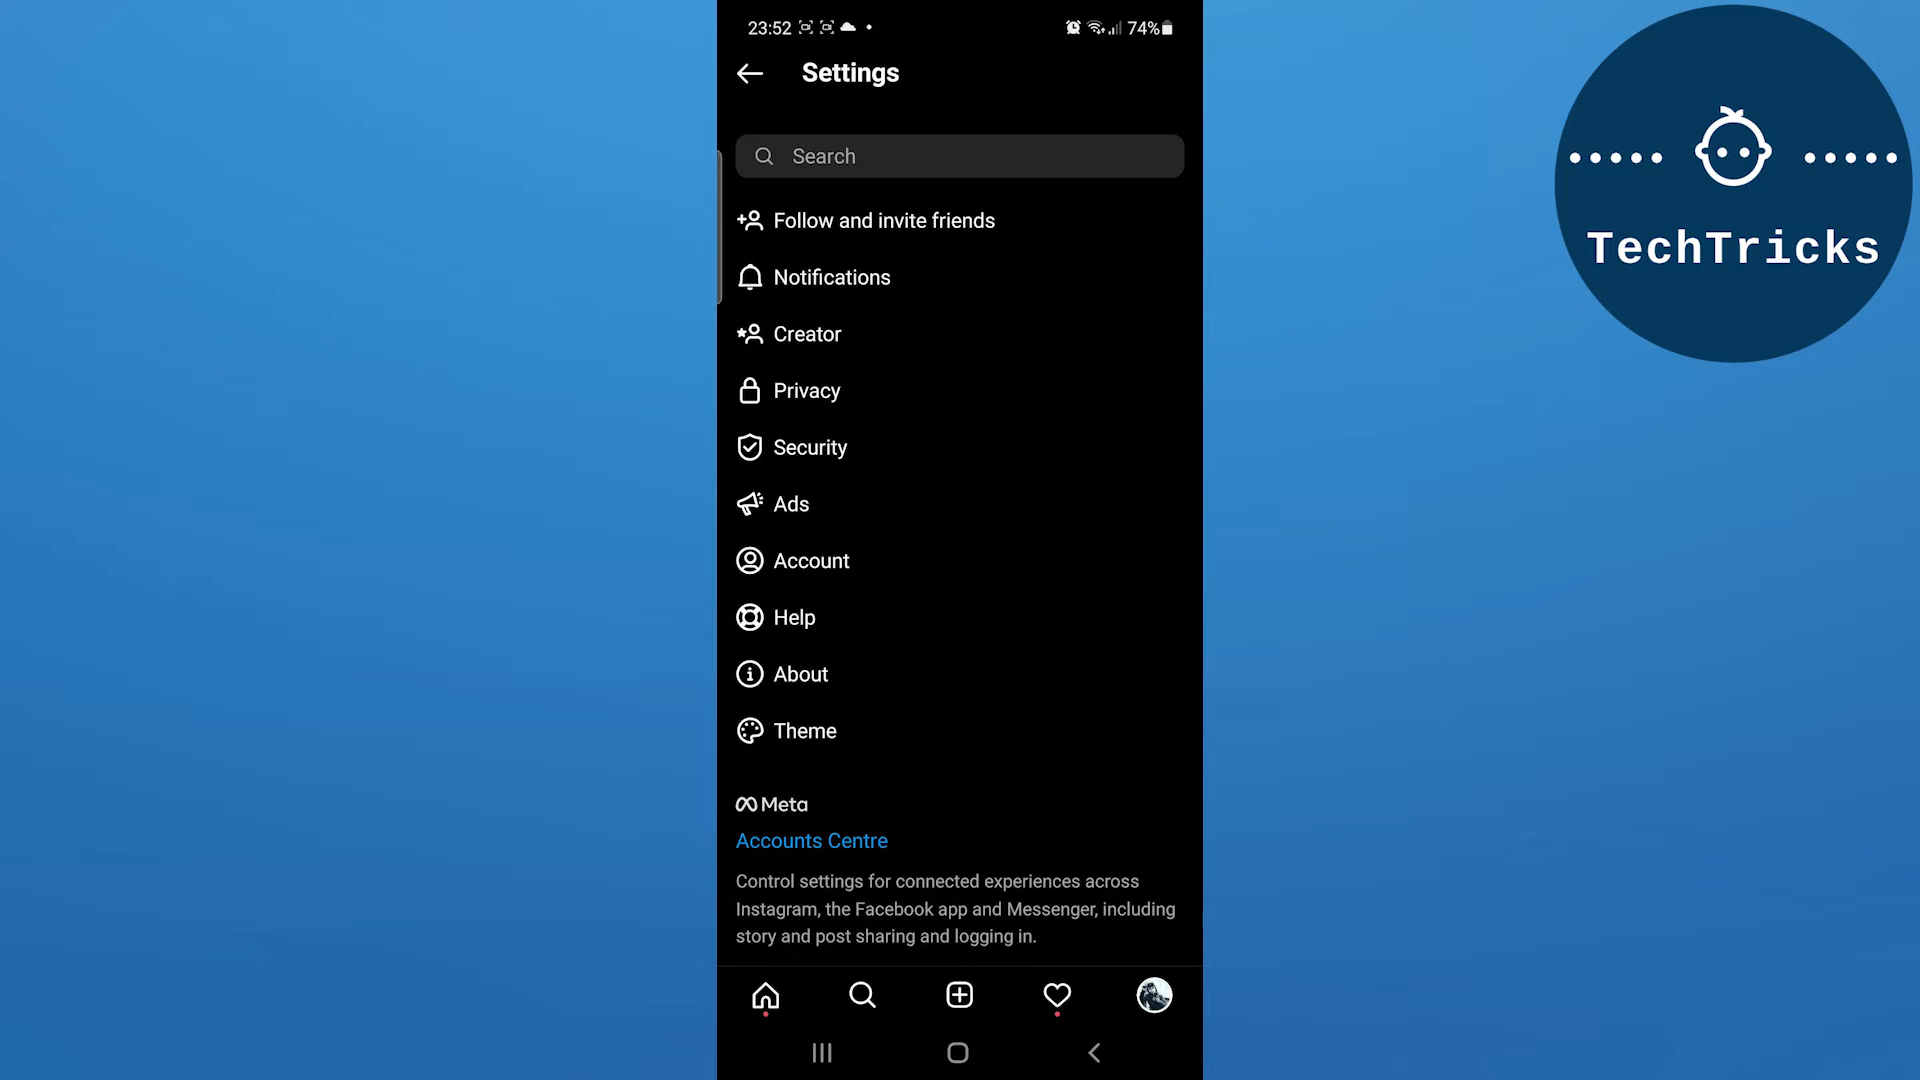 23:52
74%
Settings
Search
Follow and invite friends
Notifications
Creator
Privacy
Security
Ads
Account
Help
About
Theme
Meta
Accounts Centre
Control settings for connected experiences across
Instagram, the Facebook app and Messenger, including
story and post sharing and logging in.
TechTricks